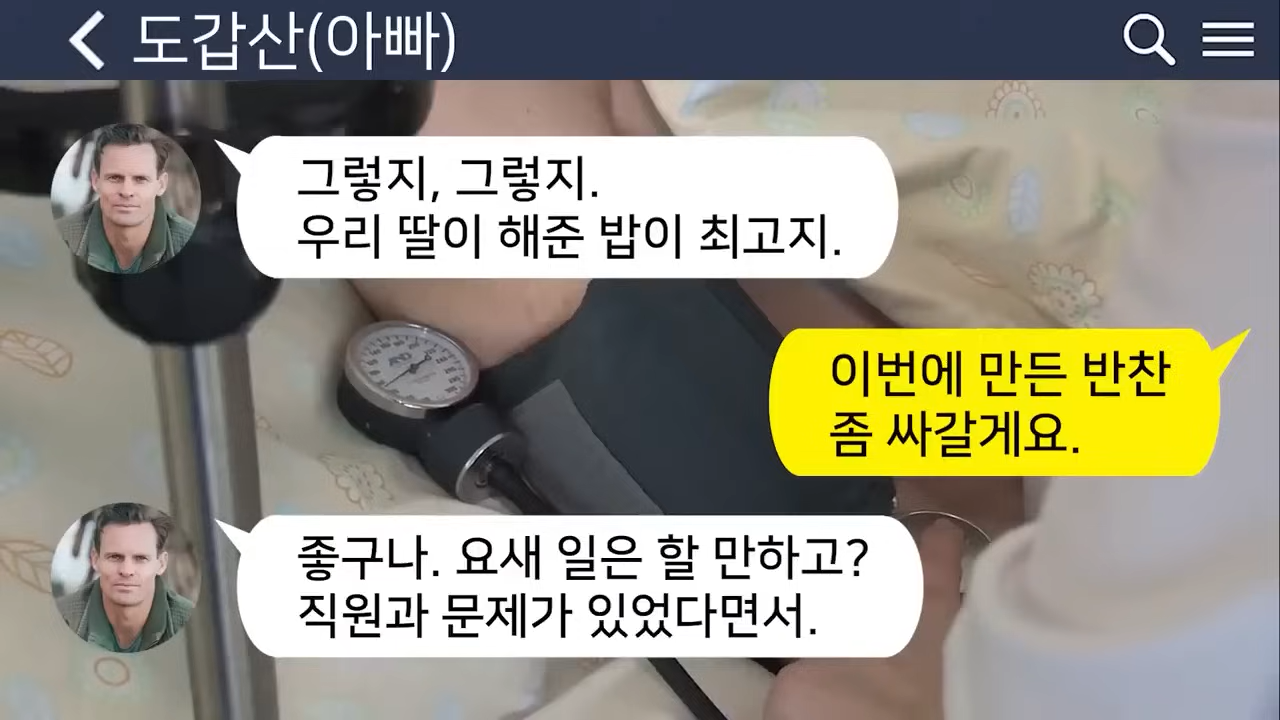 도갑산(아빠)
그렇지, 그렇지.
우리 딸이 해준 밥이 최고지.
이번에 만든 반찬
좀 싸갈게요.
좋구나. 요새 일은 할 만하고?
직원과 문제가 있었다면서.